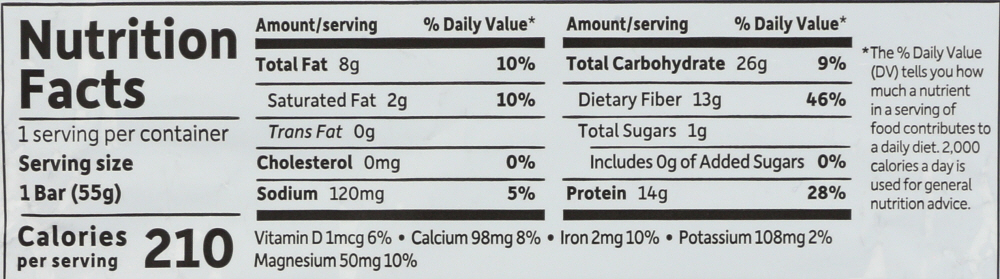 Nutrition
Facts
1 serving per container
Serving size
1 Bar (55g)
Calories
per serving 210
Amount/serving % Daily Value*
Total Fat 8g 10%
Saturated Fat 2g 10%
Trans Fat 0g
Cholesterol 0mg 0%
Sodium 120mg 5%
Amount/serving % Daily Value*
Total Carbohydrate 26g 9%
Dietary Fiber 13g 46%
Total Sugars 1g
Includes 0g of Added Sugars 0%
Protein 14g 28%
Vitamin D 1mcg 6% • Calcium 98mg 8% • Iron 2mg 10% • Potassium 108mg 2%
Magnesium 50mg 10%
*The % Daily Value
(DV) tells you how
much a nutrient
in a serving of
food contributes to
a daily diet. 2,000
calories a day is
used for general
nutrition advice.